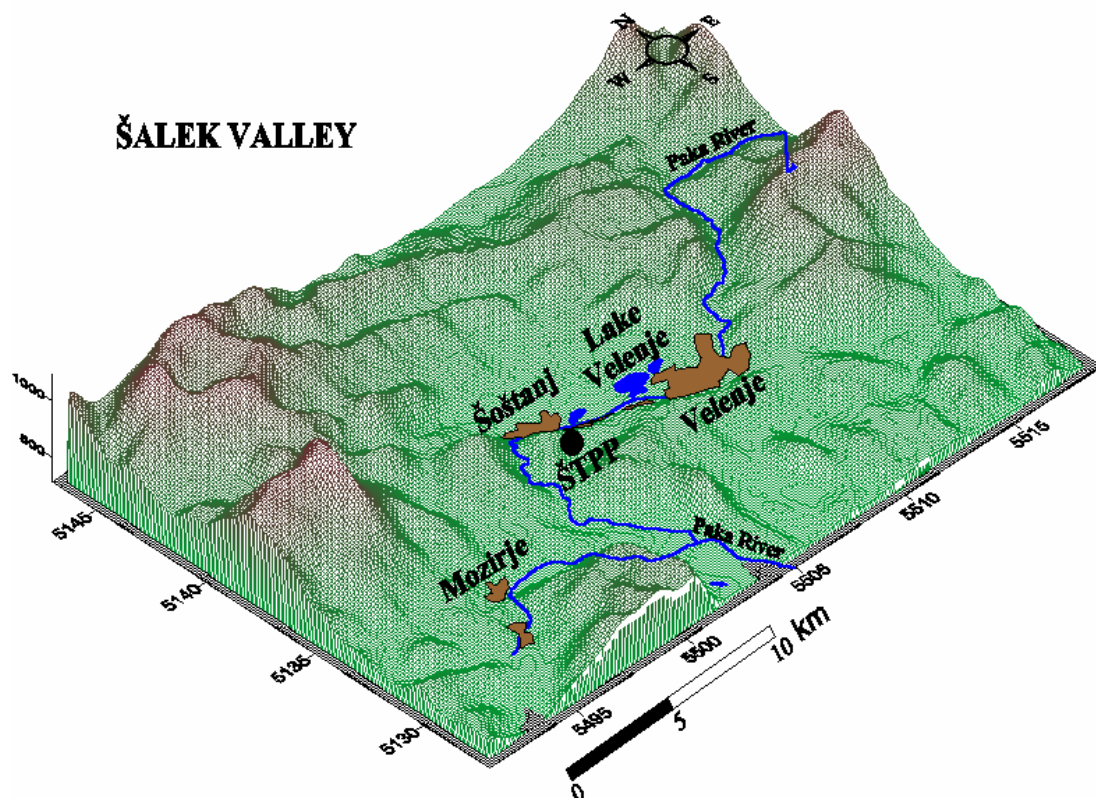 N E
W S
ŠALEK VALLEY
Paka River
Lake
Velenje
Šoštanj
Velenje
ŠTPP
Paka River
Mozirje
1000
500
5145
5140
5135
5130
5495
5500
5505
5510
5515
0 5 10 km